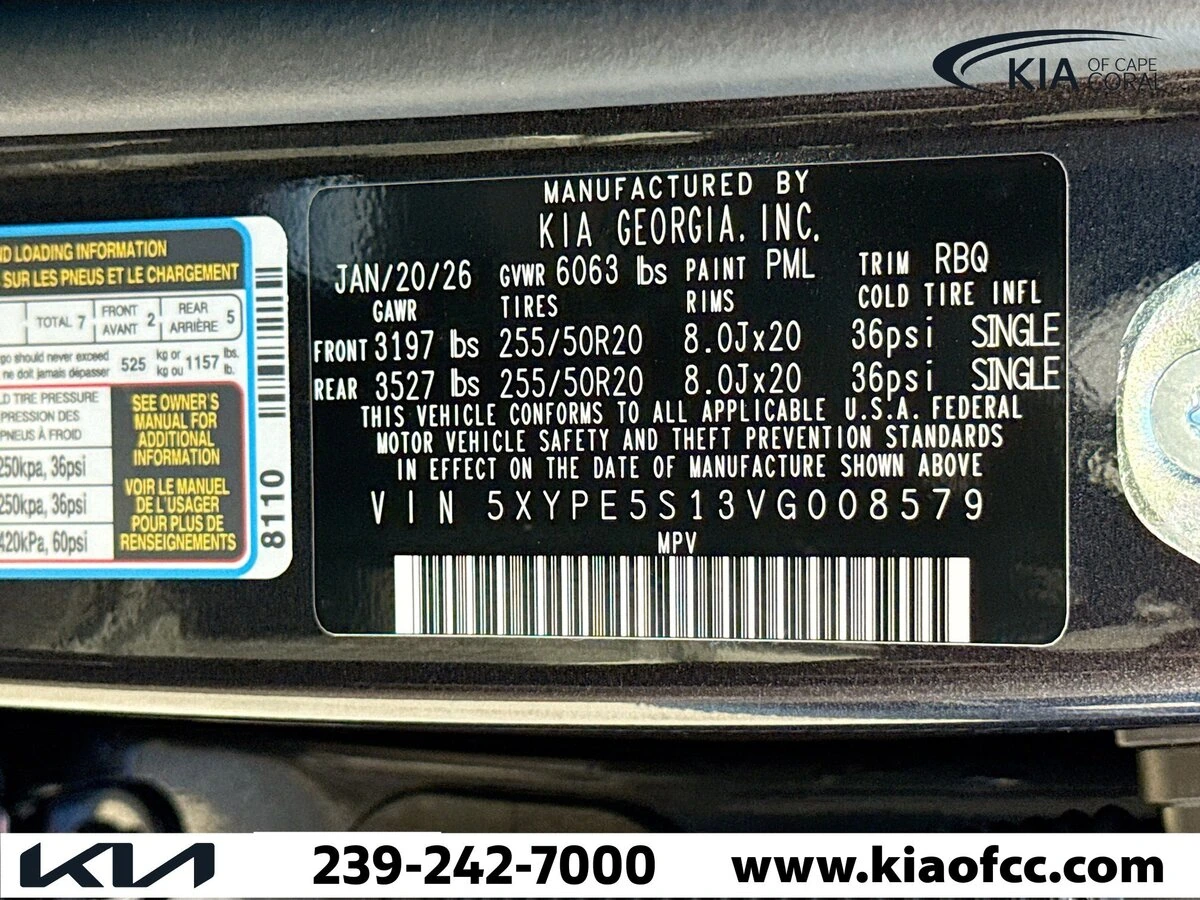 KIA OF CAPE CORAL
ND LOADING INFORMATION
SUR LES PNEUS ET LE CHARGEMENT
TOTAL 7 FRONT AVANT 2 REAR ARRIÈRE 5
go should never exceed 525 kg or 1157 lbs.
ne doit jamais dépasser kg ou lb.
D TIRE PRESSURE
PRESSION DES
PNEUS À FROID
250kpa, 36psi
250kpa, 36psi
420kPa, 60psi
SEE OWNER'S
MANUAL FOR
ADDITIONAL
INFORMATION
VOIR LE MANUEL
DE L'USAGER
POUR PLUS DE
RENSEIGNEMENTS
8110
MANUFACTURED BY
KIA GEORGIA, INC.
JAN/20/26 GVWR 6063 lbs PAINT PML TRIM RBQ
GAWR TIRES RIMS COLD TIRE INFL
FRONT 3197 lbs 255/50R20 8.0Jx20 36psi SINGLE
REAR 3527 lbs 255/50R20 8.0Jx20 36psi SINGLE
THIS VEHICLE CONFORMS TO ALL APPLICABLE U.S.A. FEDERAL
MOTOR VEHICLE SAFETY AND THEFT PREVENTION STANDARDS
IN EFFECT ON THE DATE OF MANUFACTURE SHOWN ABOVE
VIN 5XYPE5S13VG008579
MPV
KIA 239-242-7000 www.kiaofcc.com